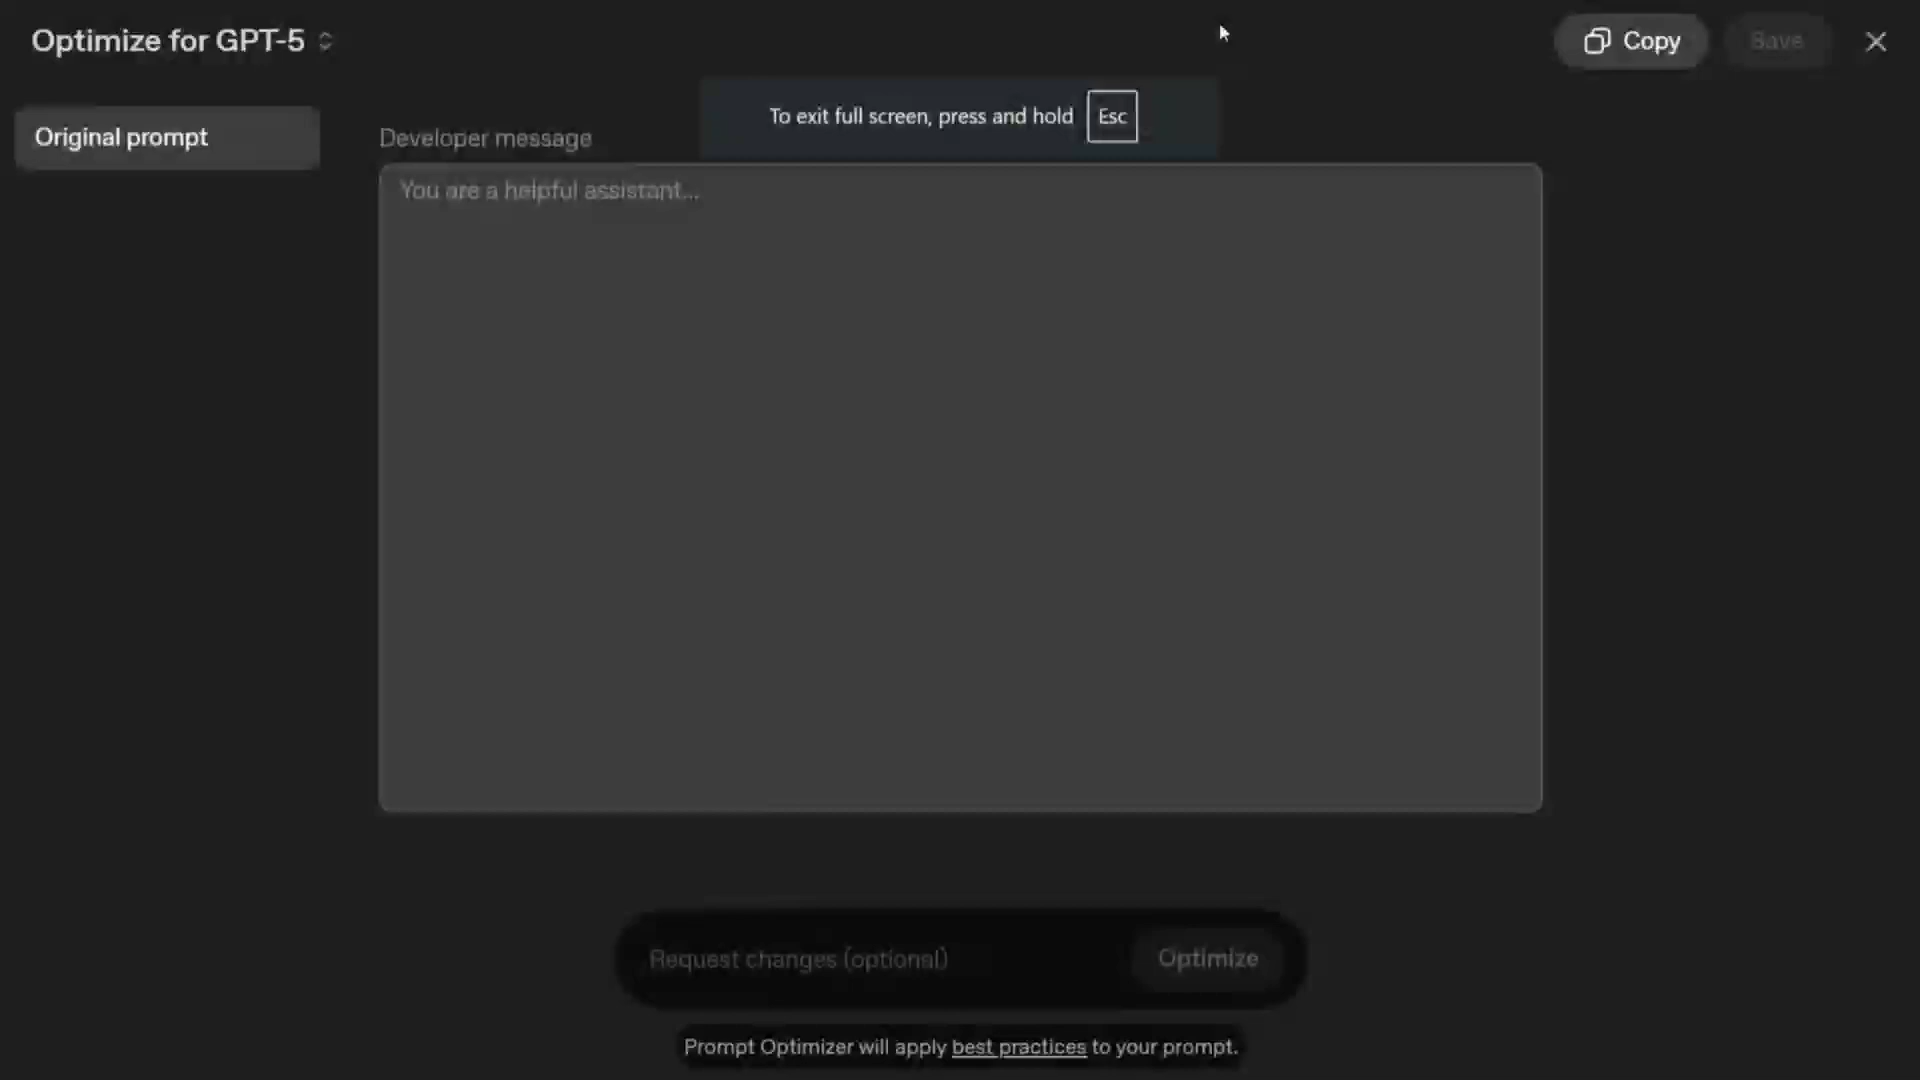 Optimize for GPT-5
Copy
Save
To exit full screen, press and hold Esc
Original prompt
Developer message
You are a helpful assistant...
Request changes (optional)
Optimize
Prompt Optimizer will apply best practices to your prompt.